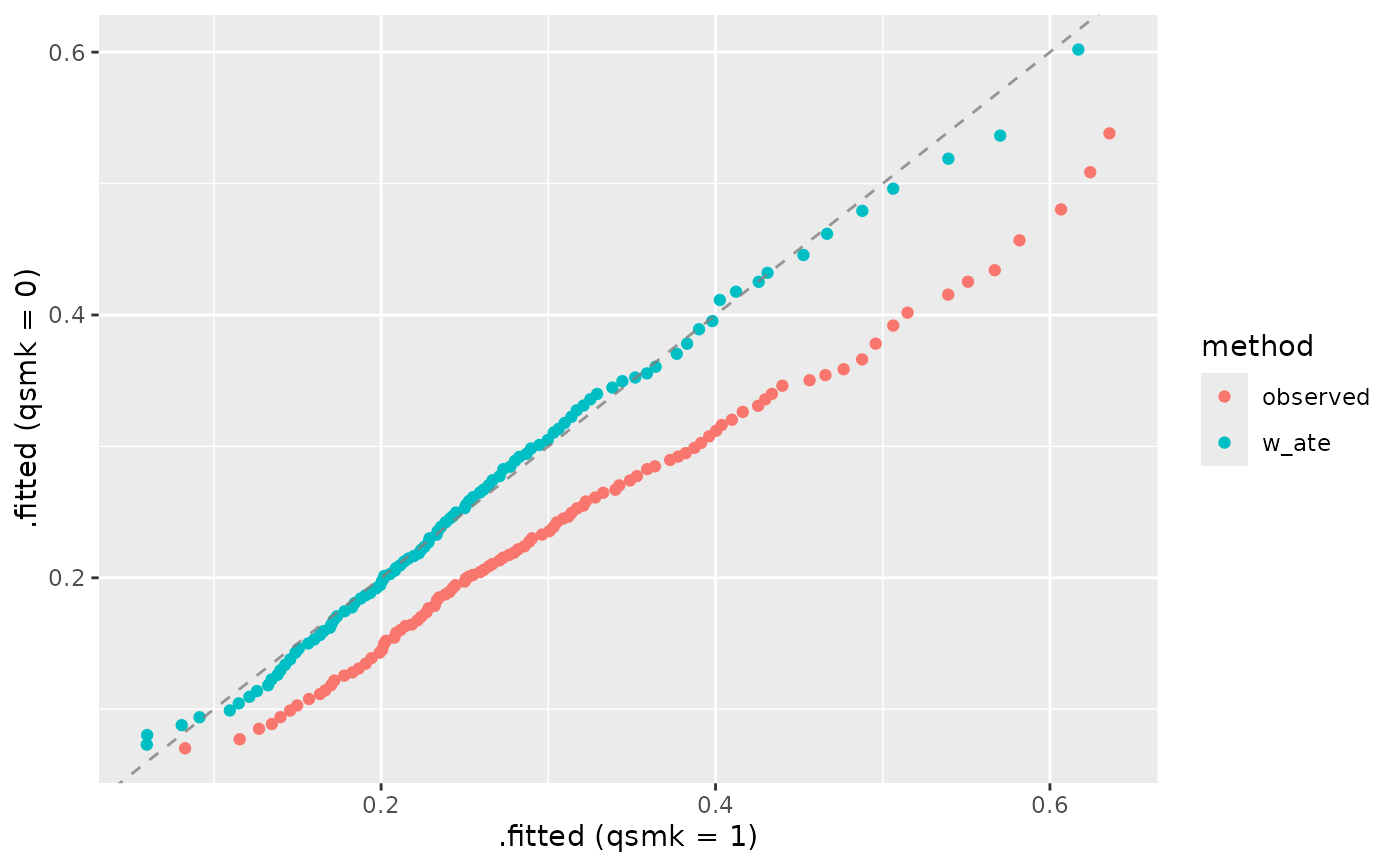 0.6
0.4
0.2
.fitted (qsmk = 0)
0.2
0.4
0.6
.fitted (qsmk = 1)
method
observed
w_ate